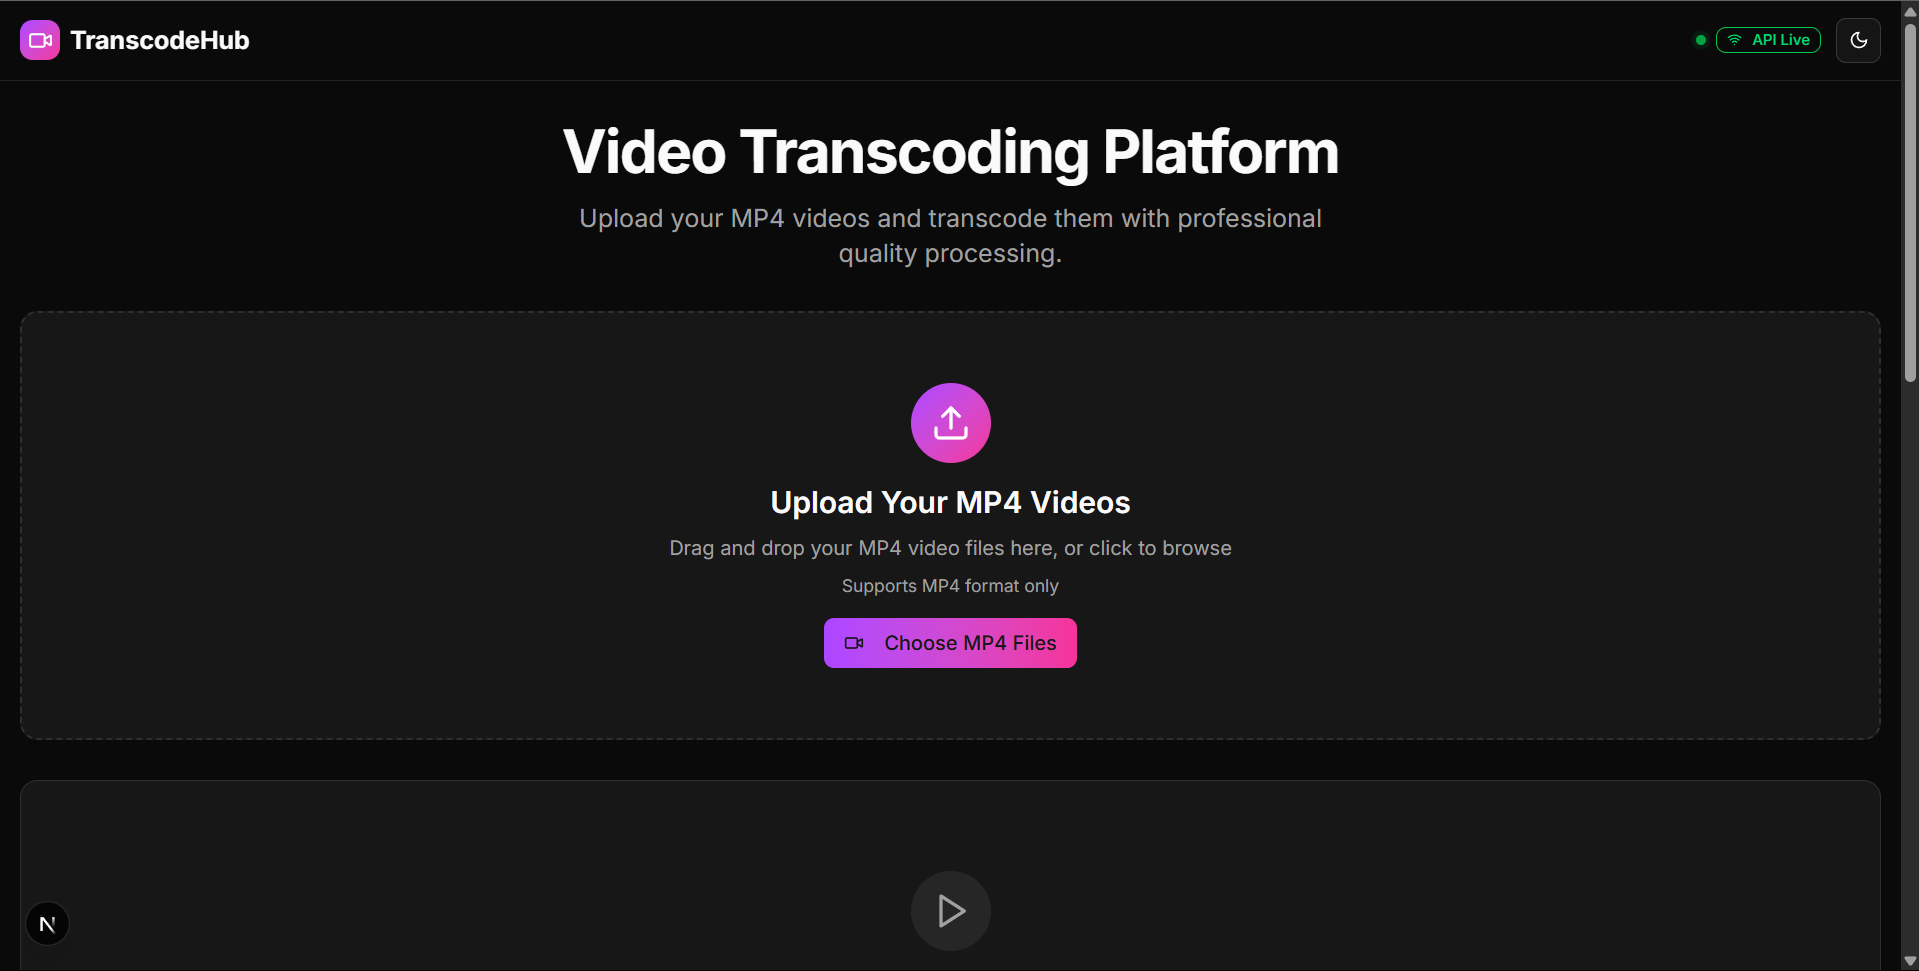 TranscodeHub
API Live
Video Transcoding Platform
Upload your MP4 videos and transcode them with professional
quality processing.
Upload Your MP4 Videos
Drag and drop your MP4 video files here, or click to browse
Supports MP4 format only
Choose MP4 Files
N